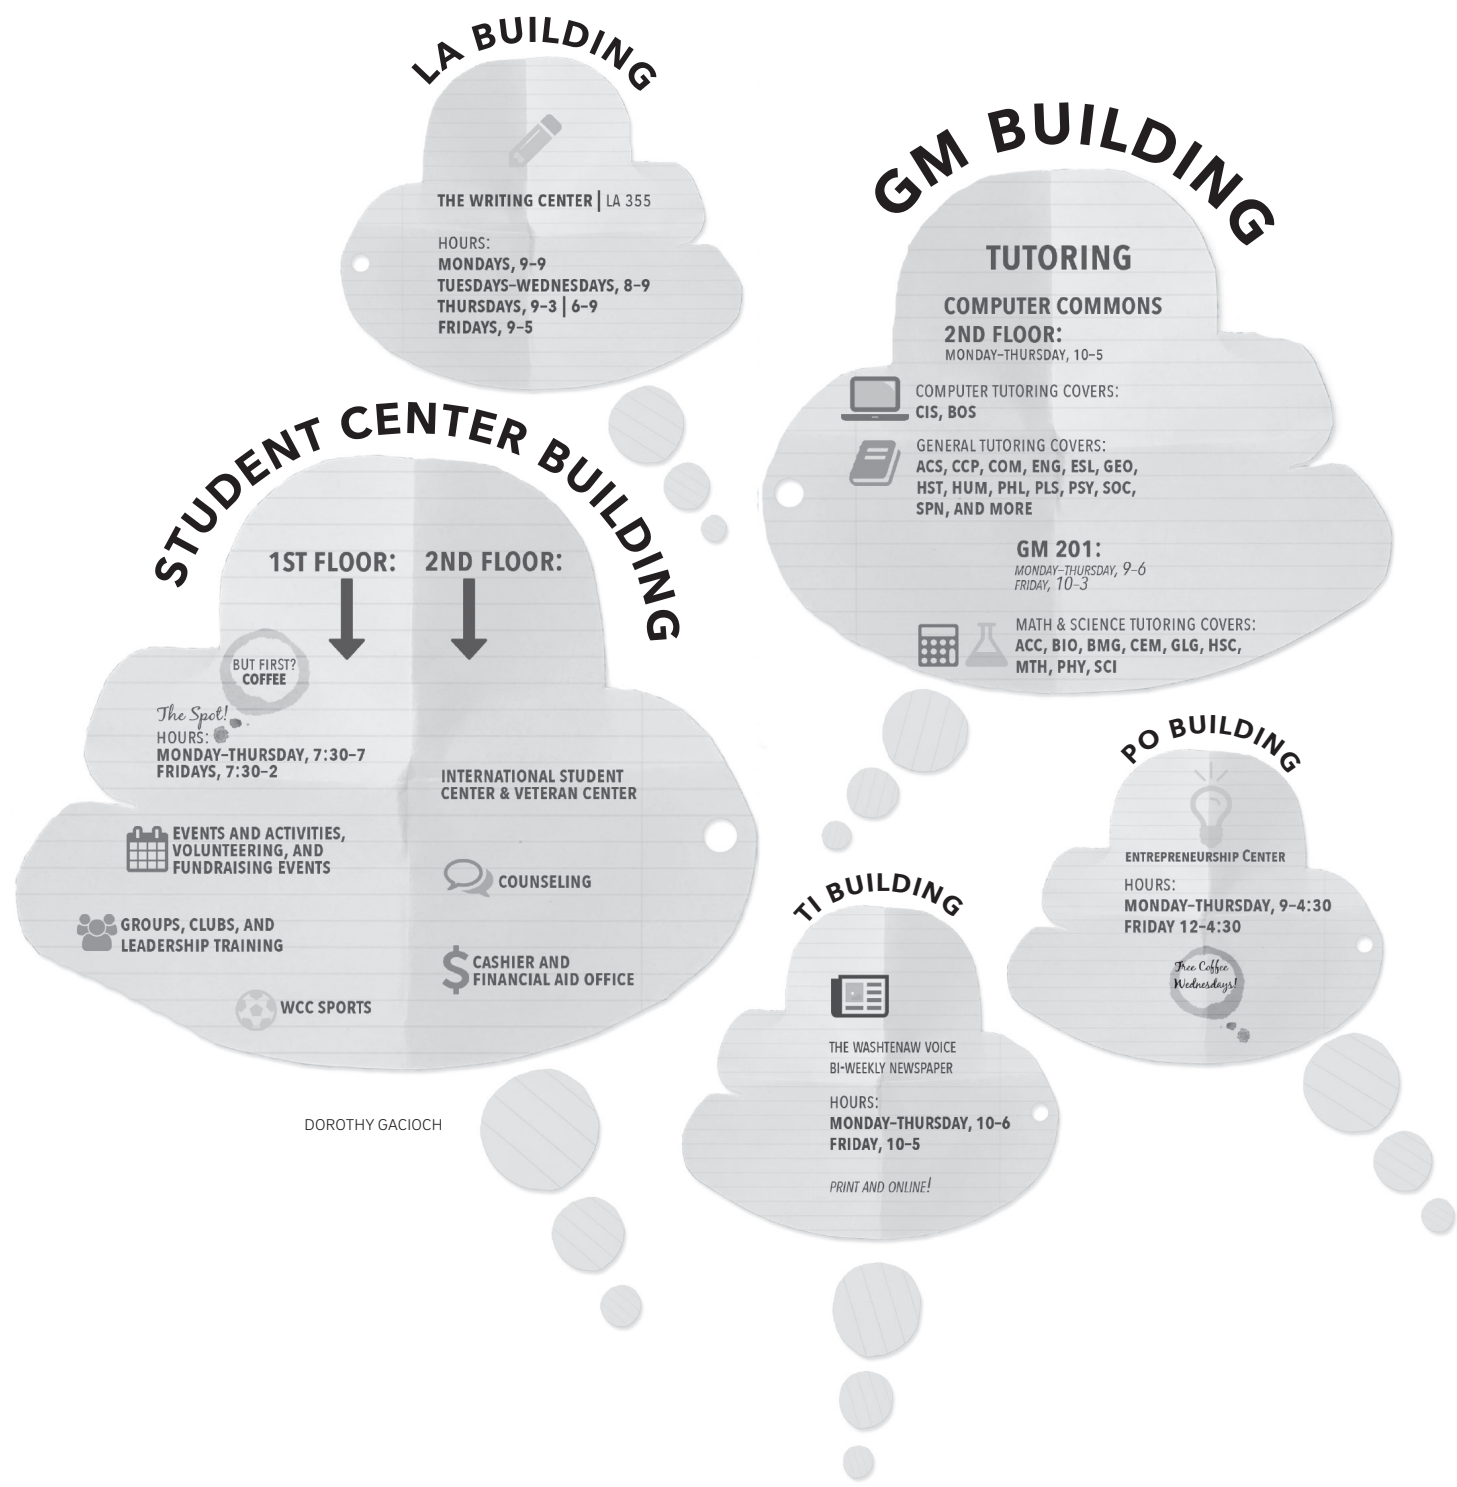 LA BUILDING
THE WRITING CENTER | LA 355
HOURS:
MONDAYS, 9–9
TUESDAYS–WEDNESDAYS, 8–9
THURSDAYS, 9–3 | 6–9
FRIDAYS, 9–5
GM BUILDING
TUTORING
COMPUTER COMMONS
2ND FLOOR:
MONDAY–THURSDAY, 10–5
COMPUTER TUTORING COVERS:
CIS, BOS
GENERAL TUTORING COVERS:
ACS, CCP, COM, ENG, ESL, GEO,
HST, HUM, PHL, PLS, PSY, SOC,
SPN, AND MORE
GM 201:
MONDAY–THURSDAY, 9–6
FRIDAY, 10–3
MATH & SCIENCE TUTORING COVERS:
ACC, BIO, BMG, CEM, GLG, HSC,
MTH, PHY, SCI
STUDENT CENTER BUILDING
1ST FLOOR:
BUT FIRST?
COFFEE
The Spot!
HOURS:
MONDAY–THURSDAY, 7:30–7
FRIDAYS, 7:30–2
EVENTS AND ACTIVITIES,
VOLUNTEERING, AND
FUNDRAISING EVENTS
GROUPS, CLUBS, AND
LEADERSHIP TRAINING
WCC SPORTS
2ND FLOOR:
INTERNATIONAL STUDENT
CENTER & VETERAN CENTER
COUNSELING
$ CASHIER AND
FINANCIAL AID OFFICE
PO BUILDING
ENTREPRENEURSHIP CENTER
HOURS:
MONDAY–THURSDAY, 9–4:30
FRIDAY 12–4:30
Free Coffee
Wednesdays!
TI BUILDING
THE WASHTENAW VOICE
BI-WEEKLY NEWSPAPER
HOURS:
MONDAY–THURSDAY, 10–6
FRIDAY, 10–5
PRINT AND ONLINE!
DOROTHY GACIOCH